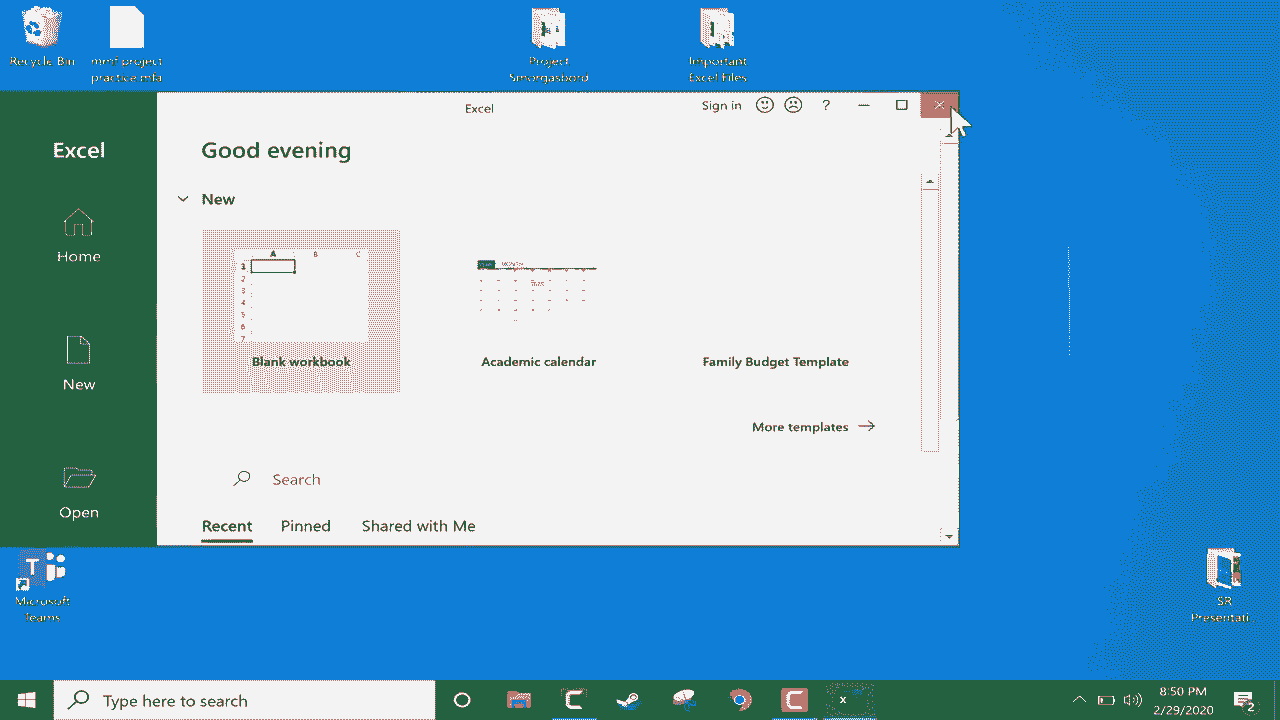 Recycle Bin
mmf project
practice.mfa
Project
Smorgasbord
Important
Excel Files
Excel
Sign in
?
Excel
Good evening
New
Home
A B C
1
2
3
4
5
6
7
Blank workbook
Academic calendar
Family Budget Template
New
More templates
Search
Open
Recent Pinned Shared with Me
T
Microsoft
Teams
SR
Presentati
Type here to search
8:50 PM
2/29/2020
2